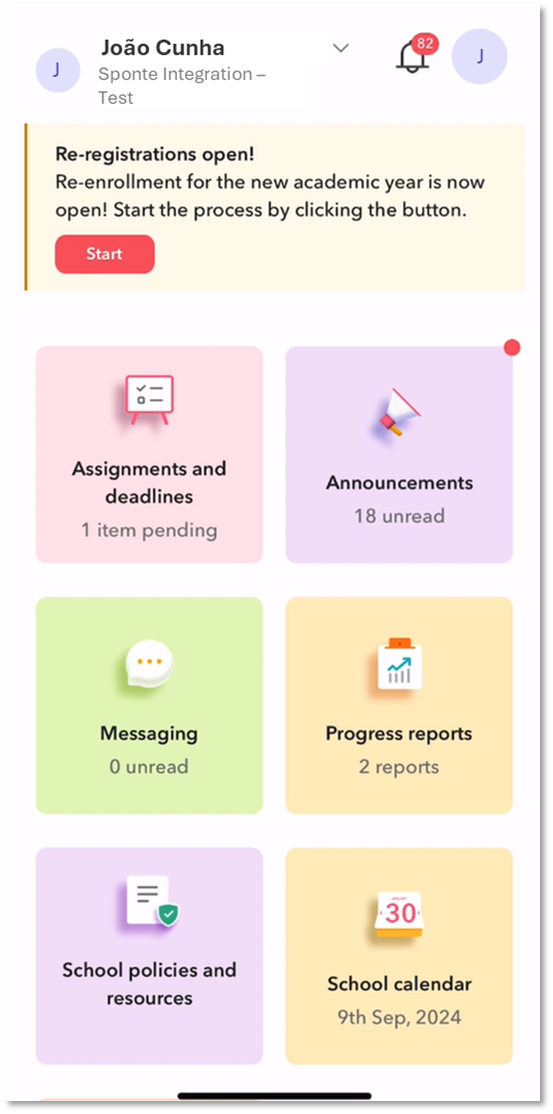 J
João Cunha
Sponte Integration –
Test
82
J
Re-registrations open!
Re-enrollment for the new academic year is now
open! Start the process by clicking the button.
Start
Assignments and
deadlines
1 item pending
Announcements
18 unread
Messaging
0 unread
Progress reports
2 reports
School policies and
resources
30
School calendar
9th Sep, 2024